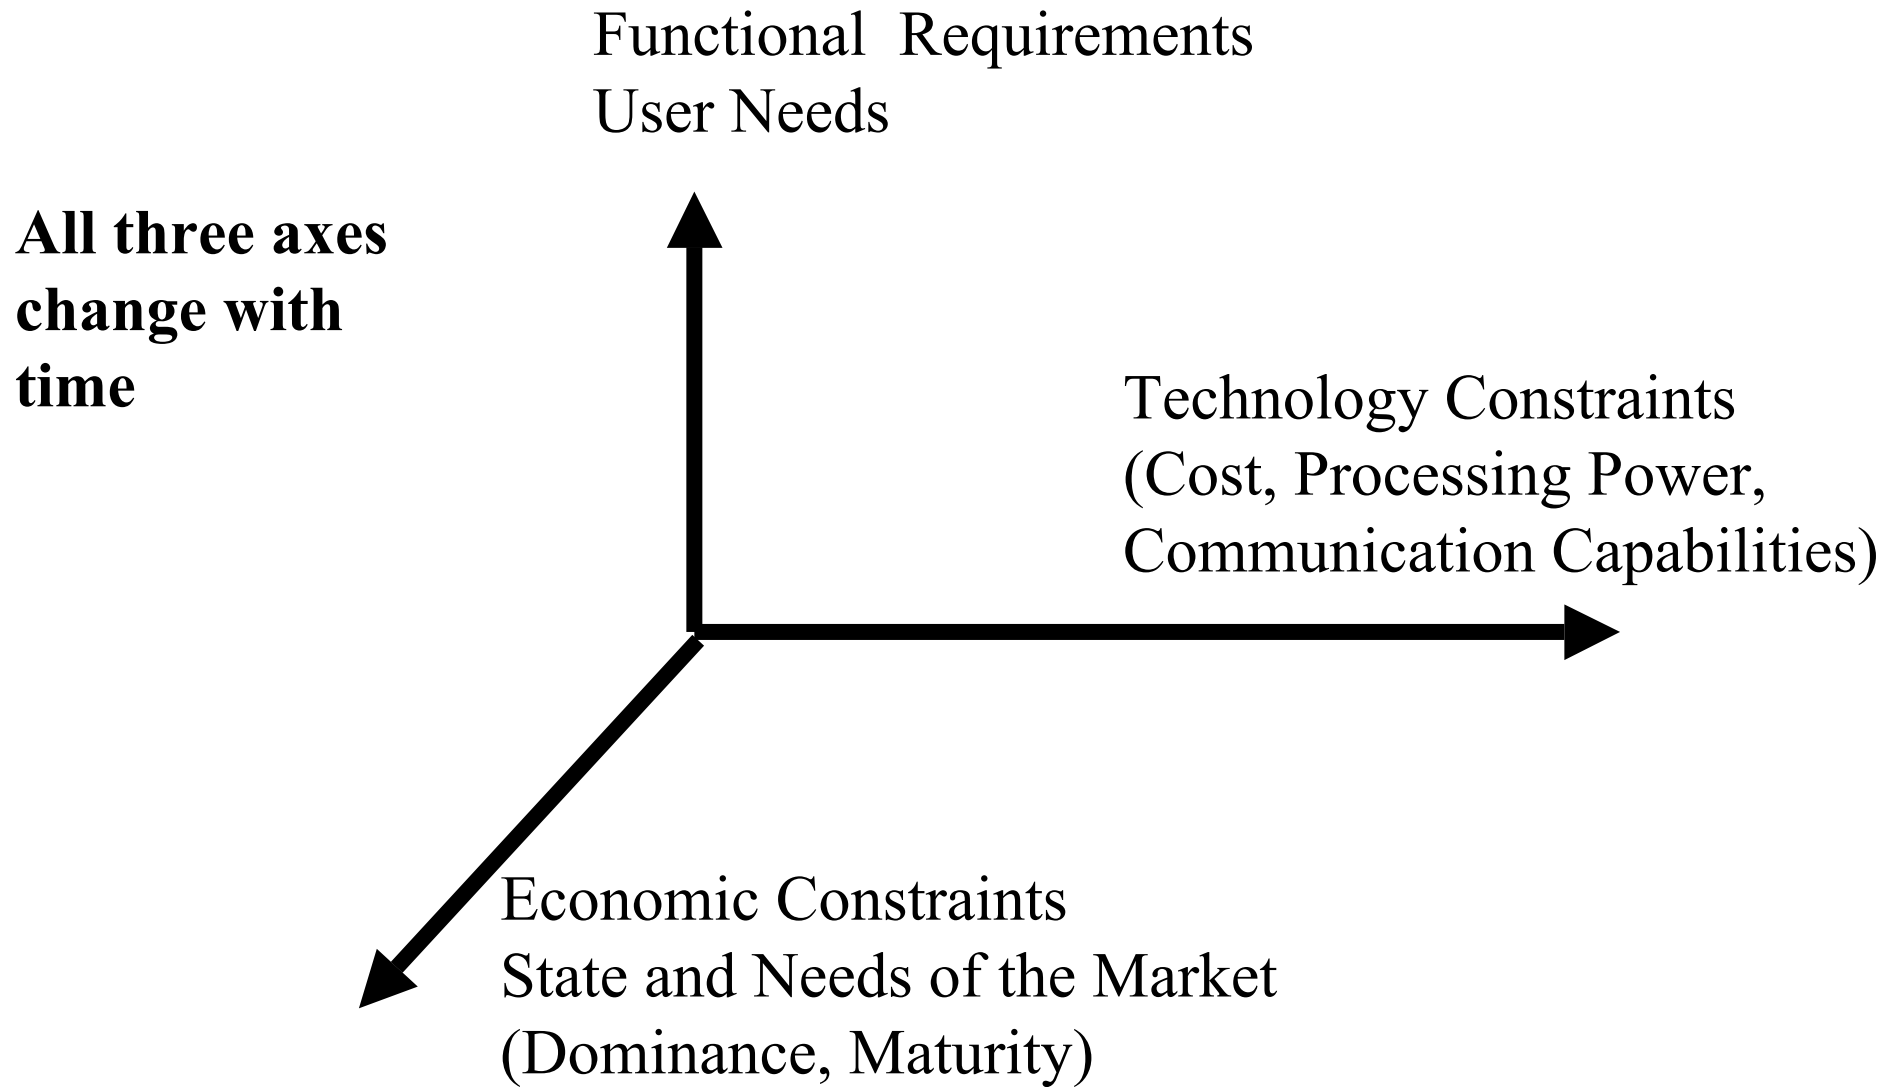 Functional Requirements
User Needs
All three axes
change with
time
Technology Constraints
(Cost, Processing Power,
Communication Capabilities)
Economic Constraints
State and Needs of the Market
(Dominance, Maturity)